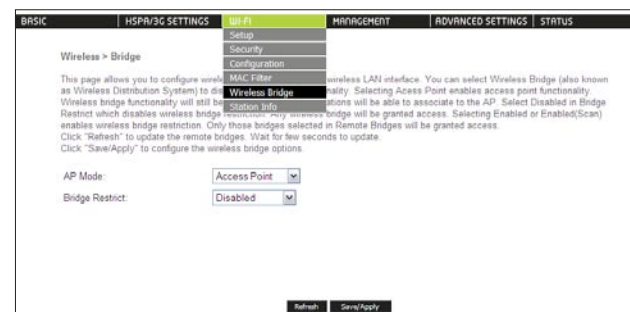 BASIC HSPA/3G SETTINGS WI-FI MANAGEMENT ADVANCED SETTINGS STATUS
Setup
Security
Configuration
MAC Filter
Wireless Bridge
Station Info
Wireless > Bridge
This page allows you to configure wirele wireless LAN interface. You can select Wireless Bridge (also known
as Wireless Distribution System) to dis nality. Selecting Acess Point enables access point functionality.
Wireless bridge functionality will still be ations will be able to associate to the AP. Select Disabled in Bridge
Restrict which disables wireless bridge restriction. Any wireless bridge will be granted access. Selecting Enabled or Enabled(Scan)
enables wireless bridge restriction. Only those bridges selected in Remote Bridges will be granted access.
Click "Refresh" to update the remote bridges. Wait for few seconds to update.
Click "Save/Apply" to configure the wireless bridge options.
AP Mode: Access Point
Bridge Restrict: Disabled
Refresh Save/Apply